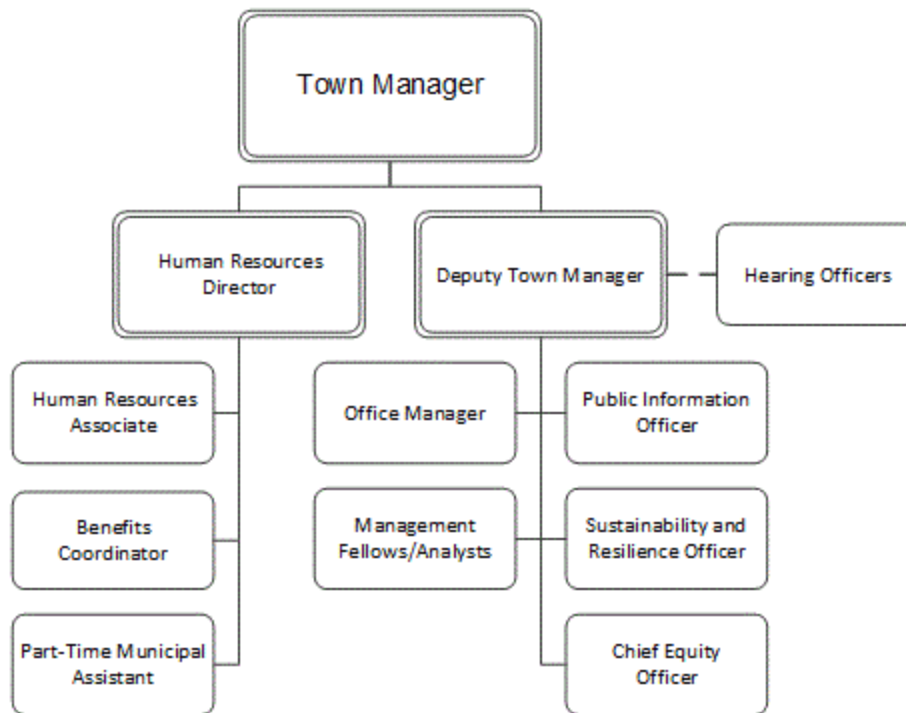 Town Manager
Human Resources
Director
Deputy Town Manager
Hearing Officers
Human Resources
Associate
Office Manager
Public Information
Officer
Benefits
Coordinator
Management
Fellows/Analysts
Sustainability and
Resilience Officer
Part-Time Municipal
Assistant
Chief Equity
Officer